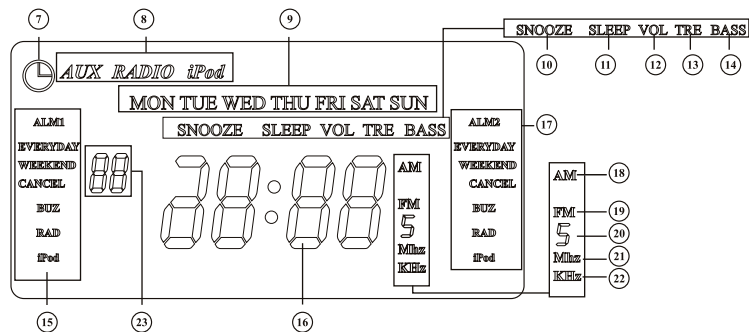 7
8
9
SNOOZE SLEEP VOL TRE BASS
10 11 12 13 14
AUX RADIO iPod
MON TUE WED THU FRI SAT SUN
SNOOZE SLEEP VOL TRE BASS
ALM1
EVERYDAY
WEEKEND
CANCEL
BUZ
RAD
iPod
88
28:88
AM
FM
5
Mhz
KHz
ALM2
EVERYDAY
WEEKEND
CANCEL
BUZ
RAD
iPod
17
AM 18
FM 19
5 20
Mhz 21
KHz 22
15
23
16